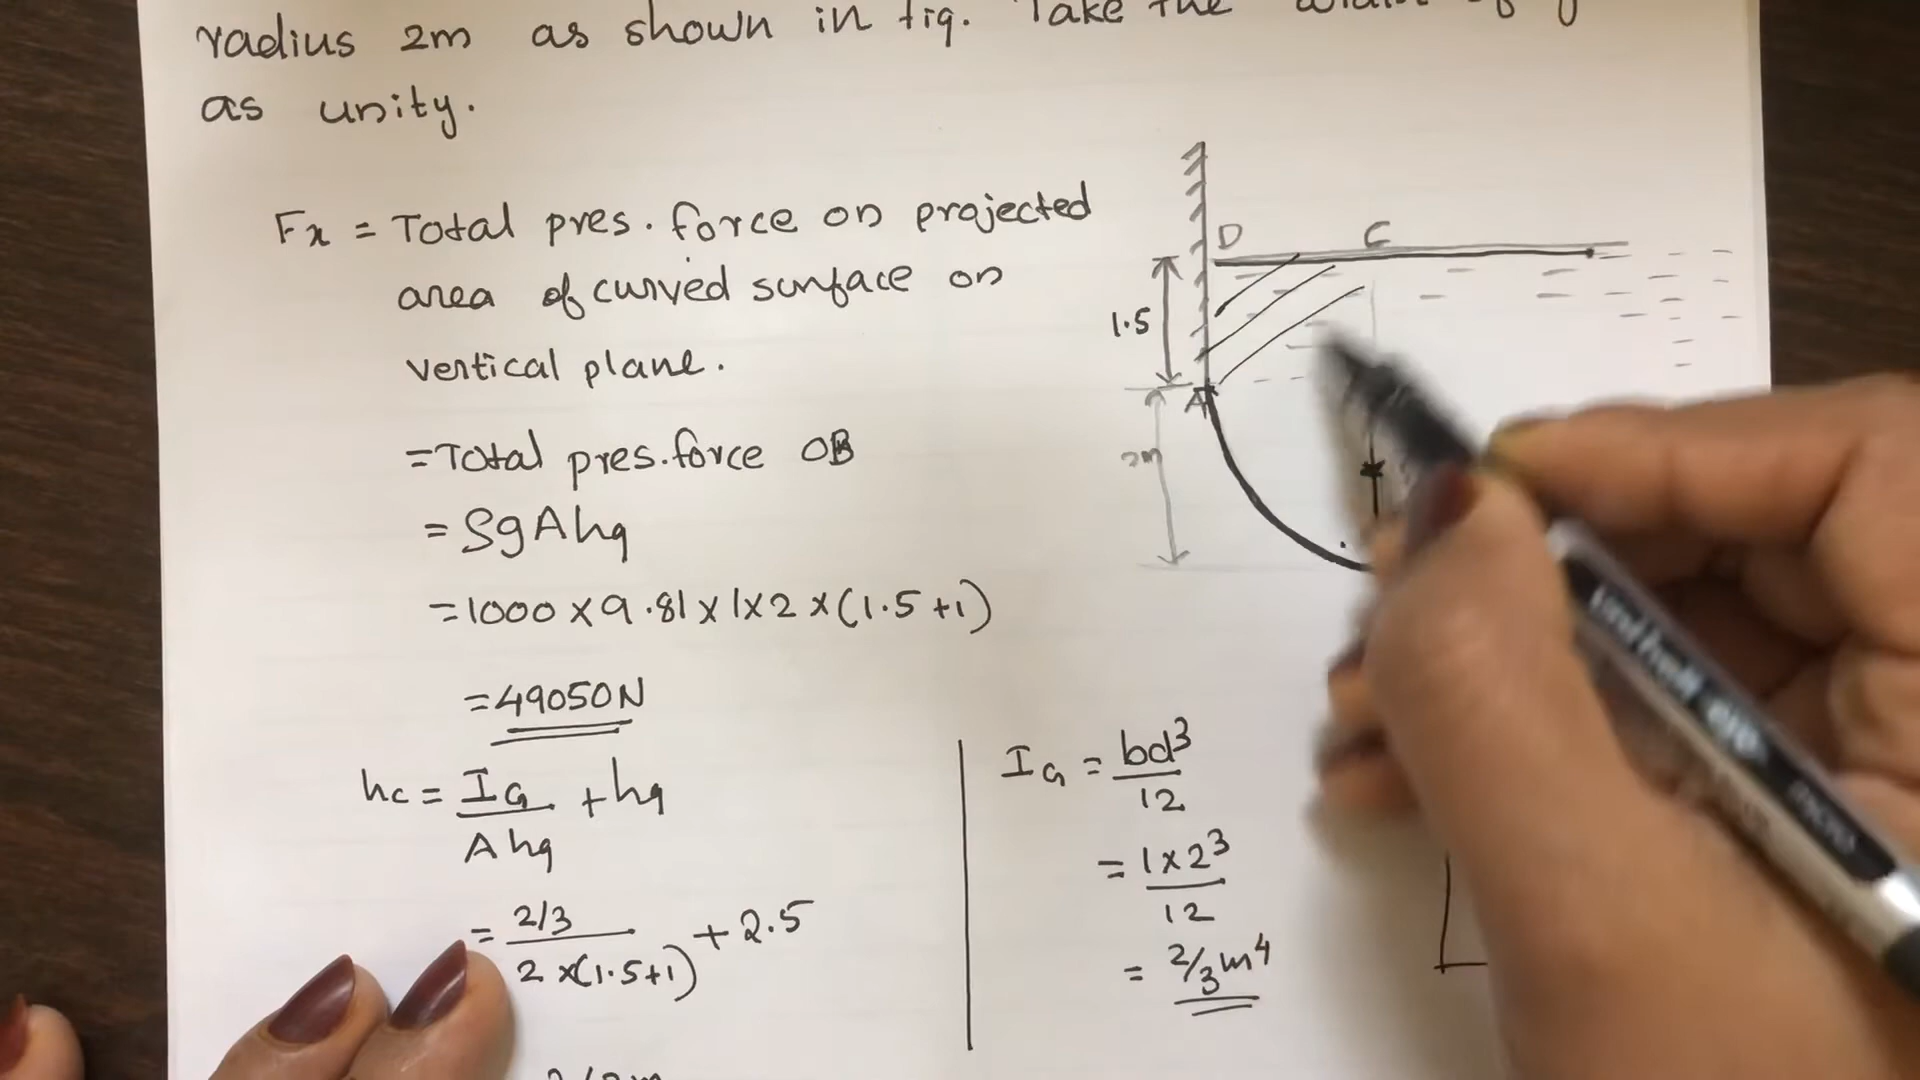 radius 2m as shown in fig. Take the width of
as unity.
Fx = Total pres. force on projected
area of curved surface on
vertical plane.
= Total pres. force OB
= ρgAhG
= 1000 × 9.81 × 1×2 × (1.5 +1)
= 49050N
hc = IG / AhG + hG
= 2/3 / 2 ×(1.5+1) + 2.5
D C
1.5
A
2m
IG = bd³ / 12
= 1 × 2³ / 12
= 2/3 m⁴